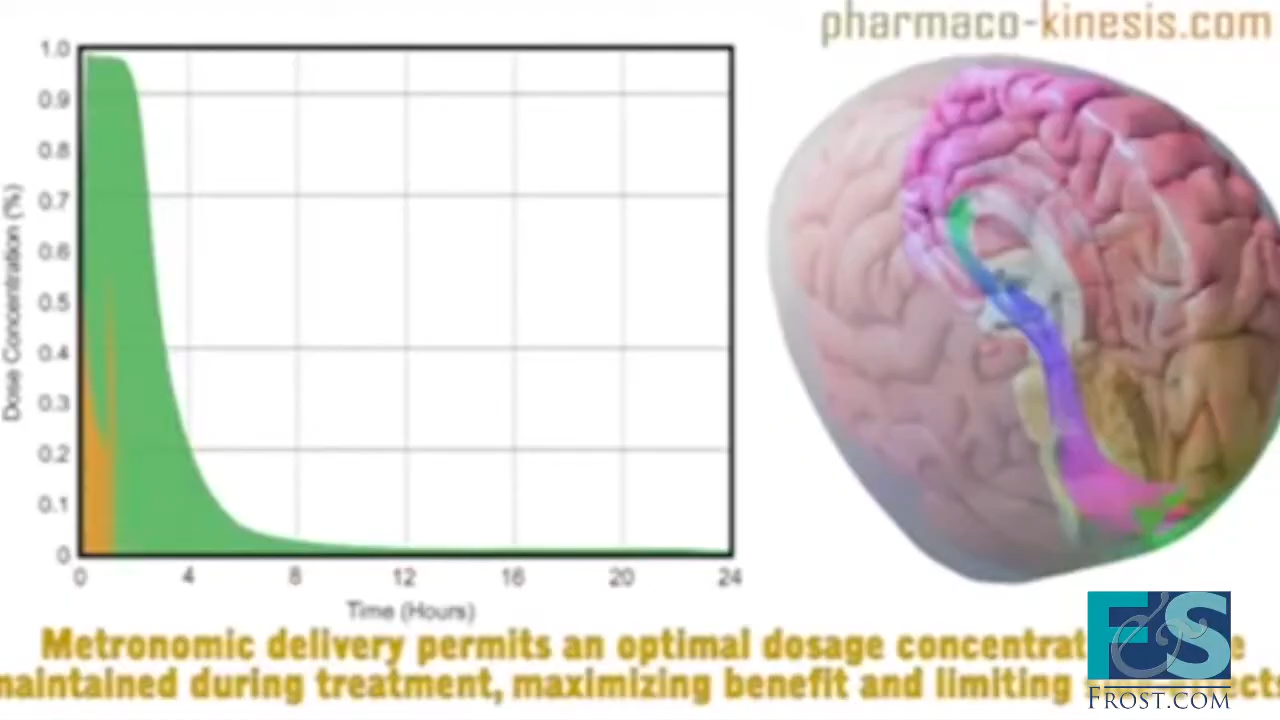 pharmaco-kinesis.com
1.0
0.9
0.8
0.7
0.6
0.5
0.4
0.3
0.2
0.1
0
Dose Concentration (%)
0 4 8 12 16 20 24
Time (Hours)
Metronomic delivery permits an optimal dosage
maintained during treatment, maximizing benefit and limiting
F&S
FROST.COM